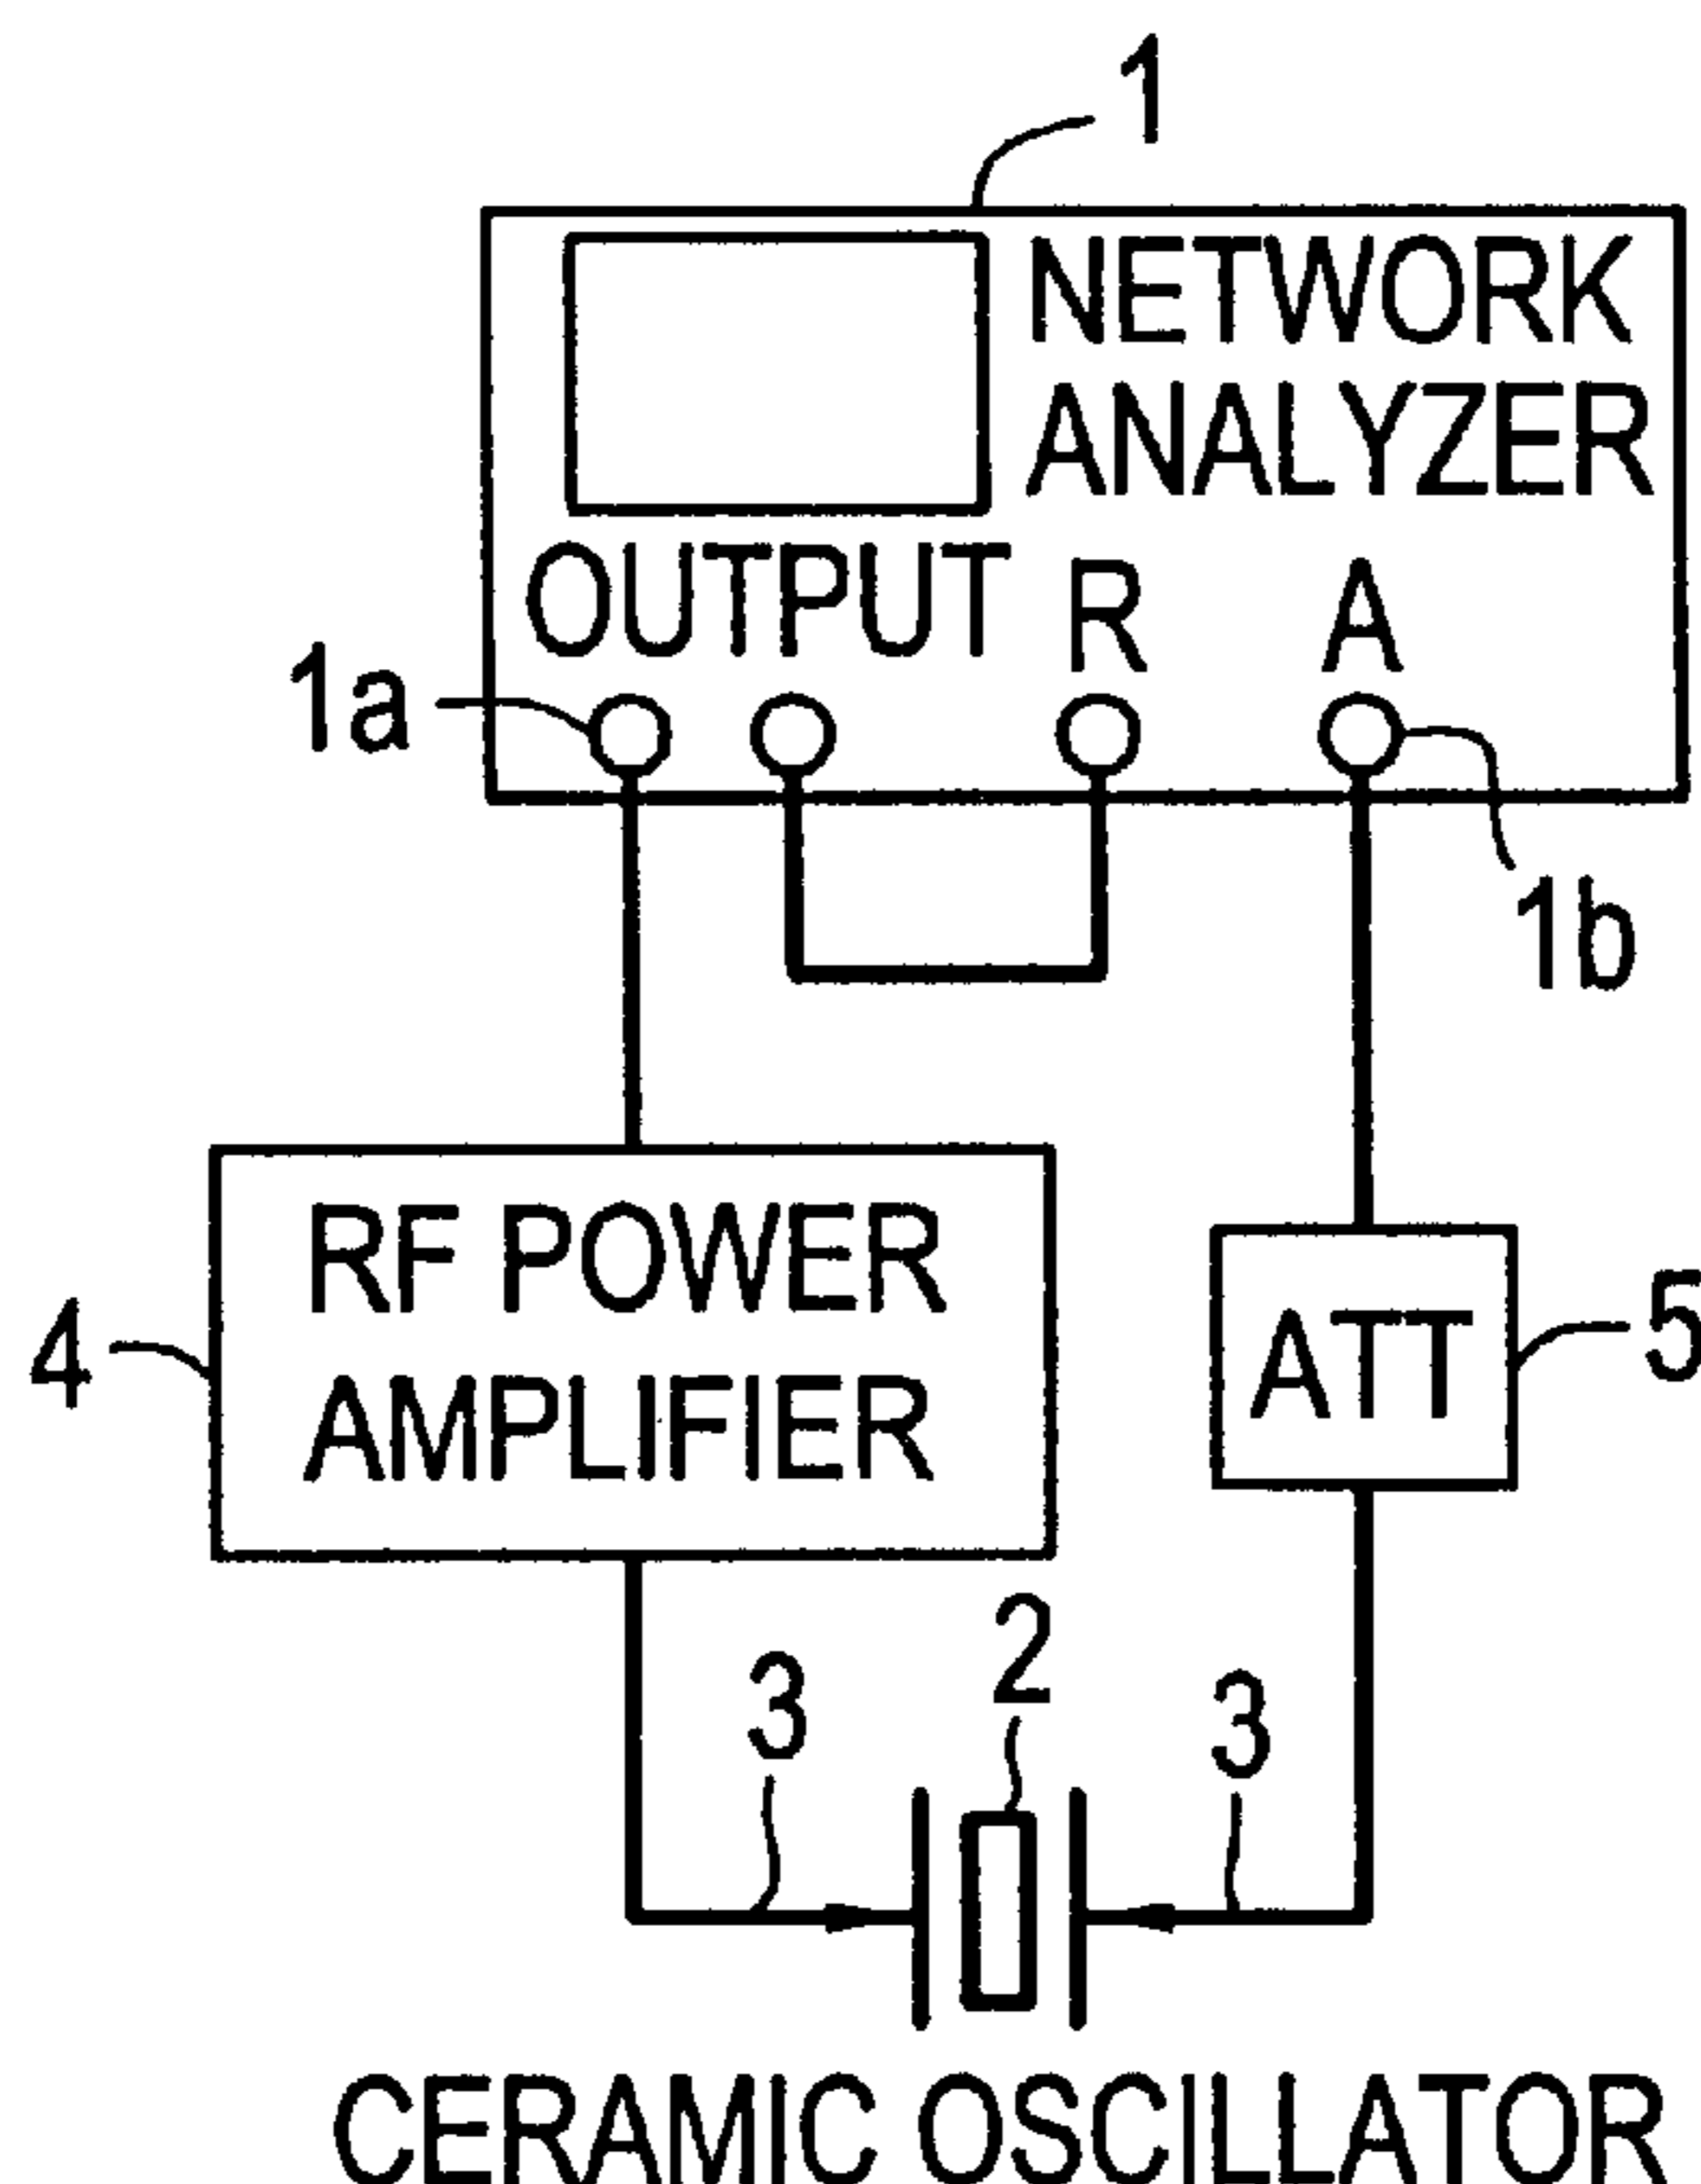 1
NETWORK
ANALYZER
OUTPUT R A
1a
1b
RF POWER
AMPLIFIER
4
ATT
5
2
3
3
CERAMIC OSCILLATOR